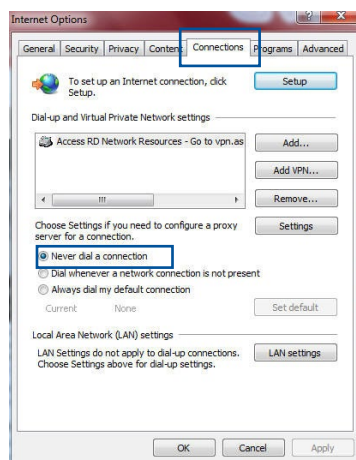 Internet Options
General Security Privacy Content Connections Programs Advanced
To set up an Internet connection, click
Setup.
Setup
Dial-up and Virtual Private Network settings
Access RD Network Resources - Go to vpn.as
Add...
Add VPN...
Remove...
Choose Settings if you need to configure a proxy
server for a connection.
Settings
Never dial a connection
Dial whenever a network connection is not present
Always dial my default connection
Current None
Set default
Local Area Network (LAN) settings
LAN Settings do not apply to dial-up connections.
Choose Settings above for dial-up settings.
LAN settings
OK Cancel Apply